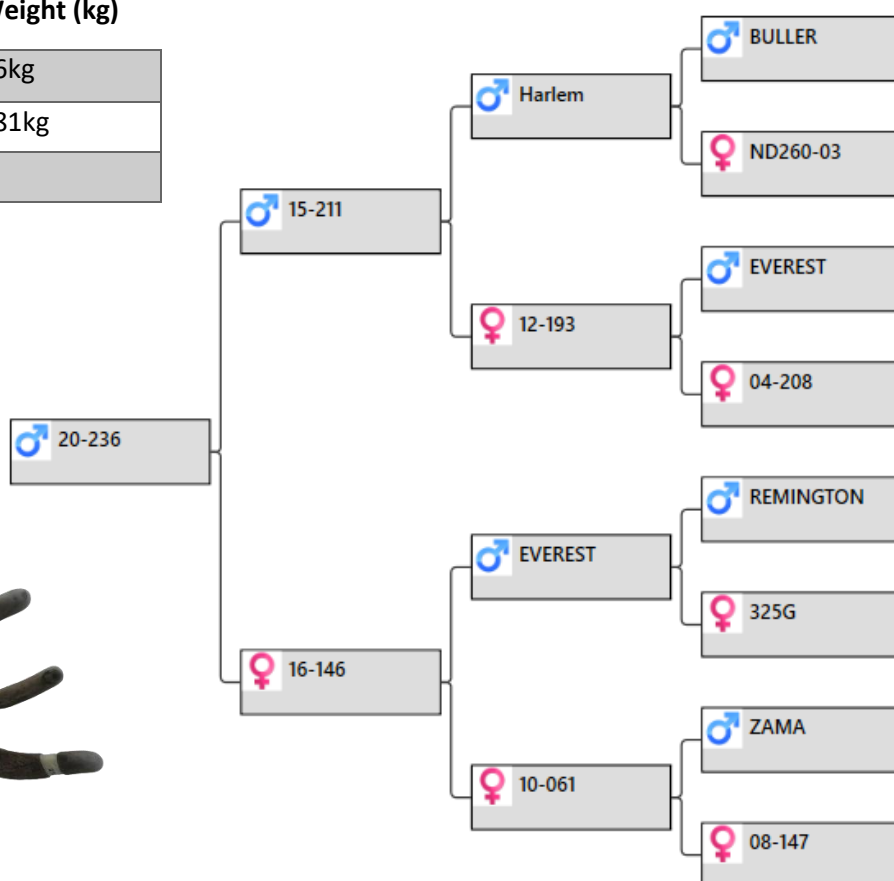 Weight (kg)
6kg
31kg
BULLER
Harlem
ND260-03
15-211
EVEREST
12-193
04-208
20-236
REMINGTON
EVEREST
325G
16-146
ZAMA
10-061
08-147